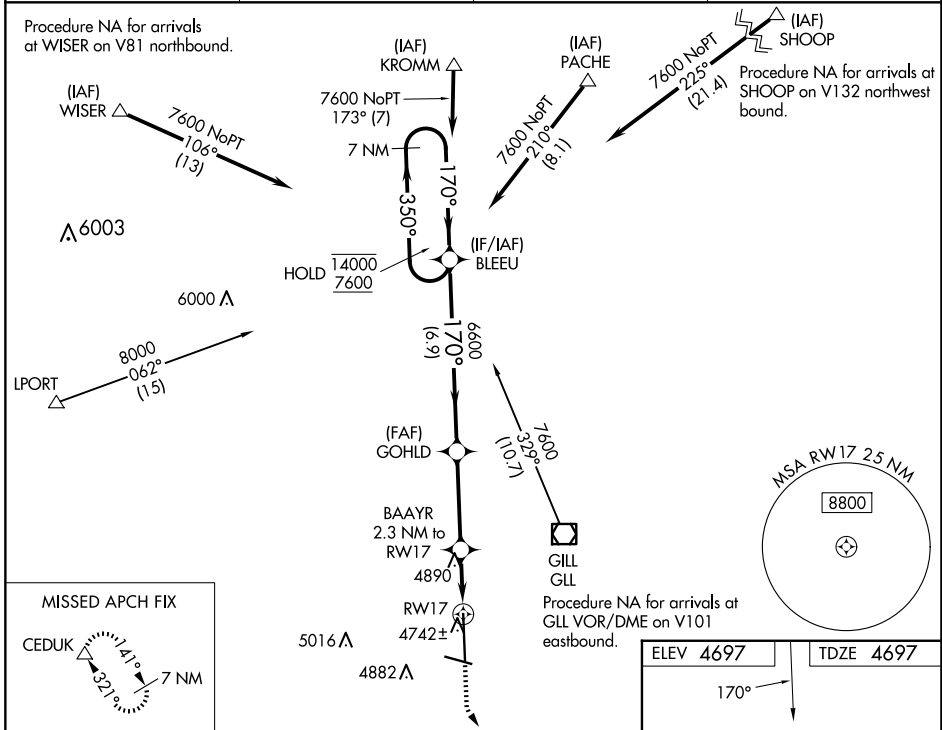 Procedure NA for arrivals
at WISER on V81 northbound.
(IAF)
WISER
7600 NoPT
106°
(13)
(IAF)
KROMM
7600 NoPT
173° (7)
7 NM
(IAF)
PACHE
7600 NoPT
210°
(8.1)
(IAF)
SHOOP
7600 NoPT
225°
(21.4)
Procedure NA for arrivals at
SHOOP on V132 northwest
bound.
350°
170°
6003
(IF/IAF)
BLEEU
HOLD 14000
7600
6000
6600
170°
(6.9)
8000
062°
(15)
LPORT
(FAF)
GOHLD
7600
329°
(10.7)
BAAYR
2.3 NM to
RW17
4890
GILL
GLL
MSA RW17 25 NM
8800
RW17
4742±
5016
4882
Procedure NA for arrivals at
GLL VOR/DME on V101
eastbound.
MISSED APCH FIX
CEDUK
141°
321°
7 NM
ELEV 4697
TDZE 4697
170°